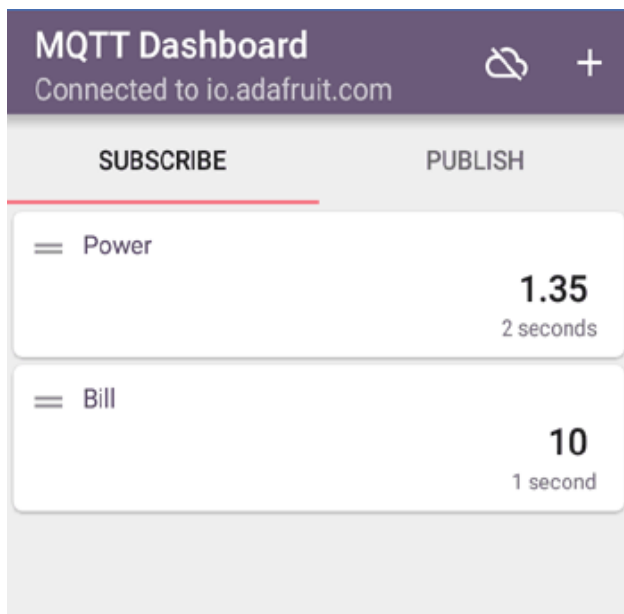 MQTT Dashboard
Connected to io.adafruit.com
SUBSCRIBE PUBLISH
Power
1.35
2 seconds
Bill
10
1 second